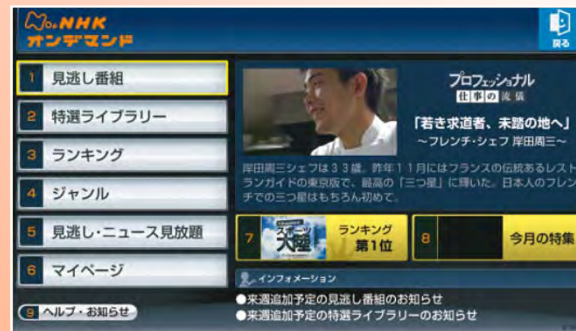 No. NHK
オンデマンド
戻る
1 見逃し番組
2 特選ライブラリー
3 ランキング
4 ジャンル
5 見逃し・ニュース見放題
6 マイページ
9 ヘルプ・お知らせ
プロフェッショナル
仕事の流儀
「若き求道者、未踏の地へ」
～フレンチ・シェフ 岸田周三～
岸田周三シェフは33歳。昨年11月にはフランスの伝統あるレスト
ランガイドの東京版で、最高の「三つ星」に輝いた。日本人のフレン
チでの三つ星はもちろん初めて。
7 スポーツ大陸 ランキング
第1位
8 今月の特集
インフォメーション
●来週追加予定の見逃し番組のお知らせ
●来週追加予定の特選ライブラリーのお知らせ